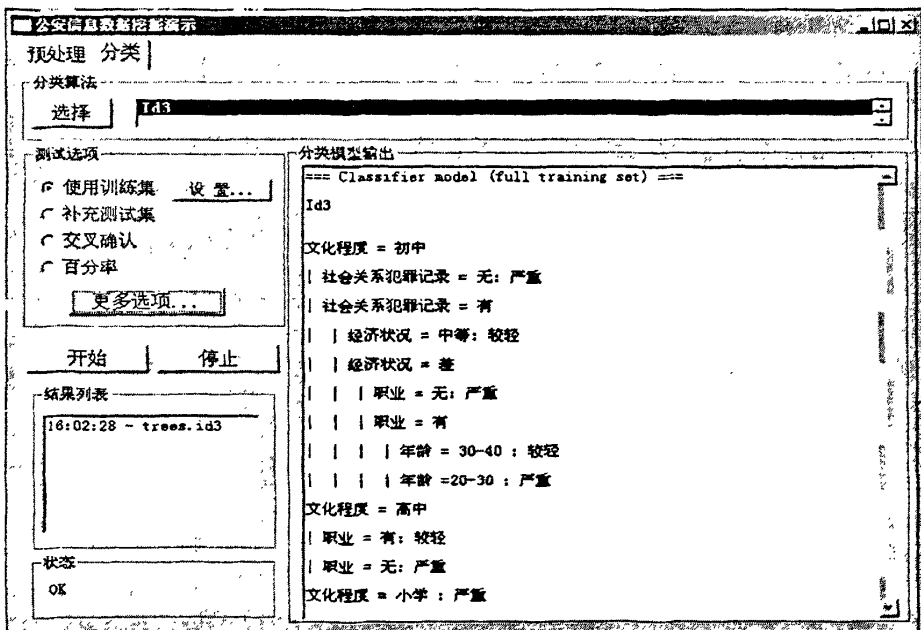 公安信息数据挖掘演示
预处理 分类
分类算法
选择 Id3
测试选项
使用训练集 设 置...
补充测试集
交叉确认
百分率
更多选项...
开始 停止
结果列表
16:02:28 - trees.id3
状态
OK
分类模型输出
=== Classifier model (full training set) ===
Id3
文化程度 = 初中
| 社会关系犯罪记录 = 无: 严重
| 社会关系犯罪记录 = 有
| | 经济状况 = 中等: 较轻
| | 经济状况 = 差
| | | 职业 = 无: 严重
| | | 职业 = 有
| | | | 年龄 = 30-40 : 较轻
| | | | 年龄 =20-30 : 严重
文化程度 = 高中
| 职业 = 有: 较轻
| 职业 = 无: 严重
文化程度 = 小学 : 严重